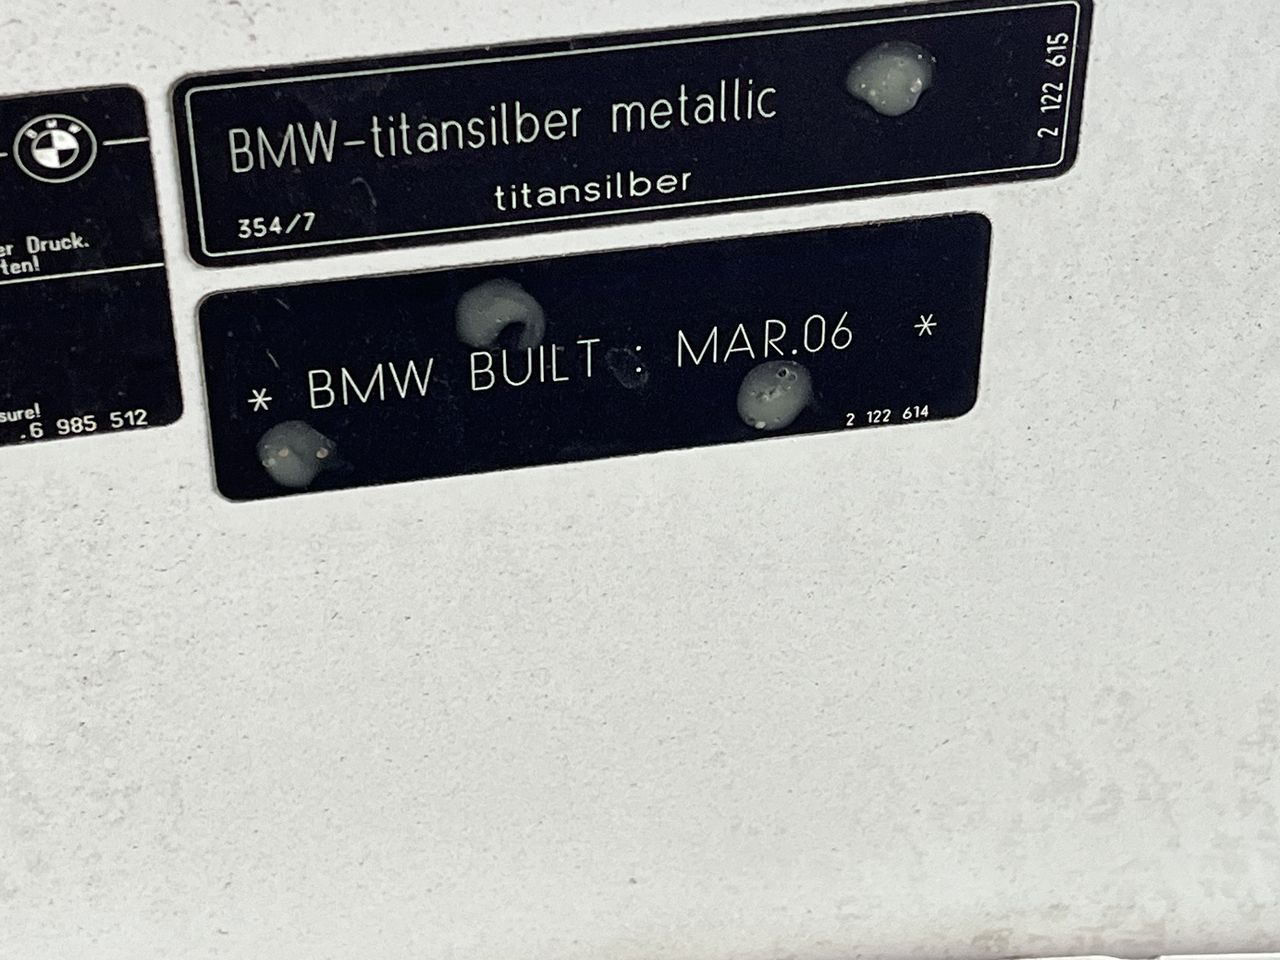 BMW
er Druck.
ten!
sure!
.6 985 512
BMW-titansilber metallic
titansilber
354/7
2 122 615
* BMW BUILT : MAR.06 *
2 122 614